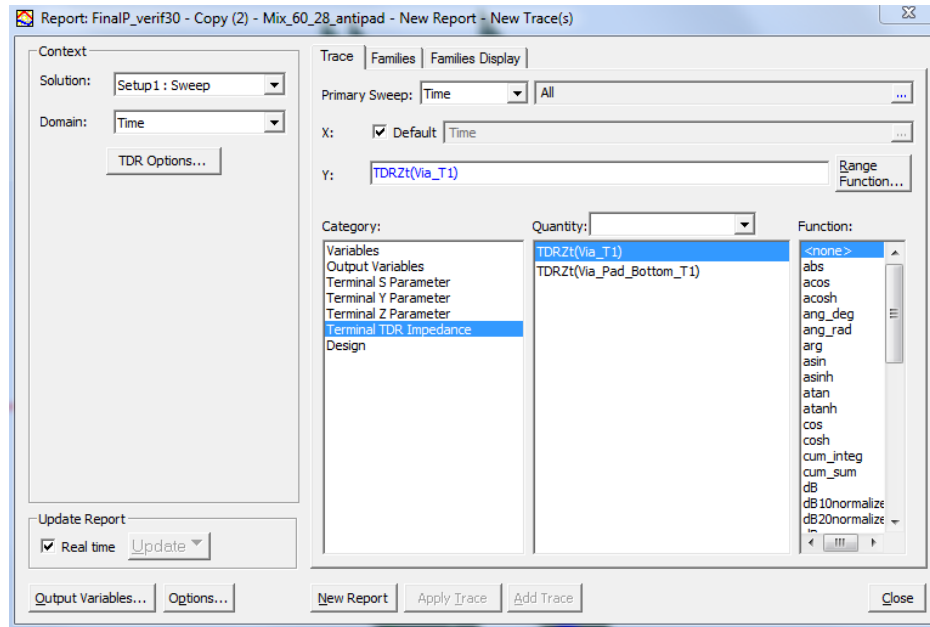 Report: FinalP_verif30 - Copy (2) - Mix_60_28_antipad - New Report - New Trace(s)
Context
Solution: Setup1 : Sweep
Domain: Time
TDR Options...
Update Report
Real time Update
Output Variables... Options...
Trace Families Families Display
Primary Sweep: Time All ...
X: Default Time ...
Y: TDRZt(Via_T1) Range Function...
Category:
Variables
Output Variables
Terminal S Parameter
Terminal Y Parameter
Terminal Z Parameter
Terminal TDR Impedance
Design
Quantity:
TDRZt(Via_T1)
TDRZt(Via_Pad_Bottom_T1)
Function:
<none>
abs
acos
acosh
ang_deg
ang_rad
arg
asin
asinh
atan
atanh
cos
cosh
cum_integ
cum_sum
dB
dB10normalize
dB20normalize
New Report Apply Trace Add Trace Close